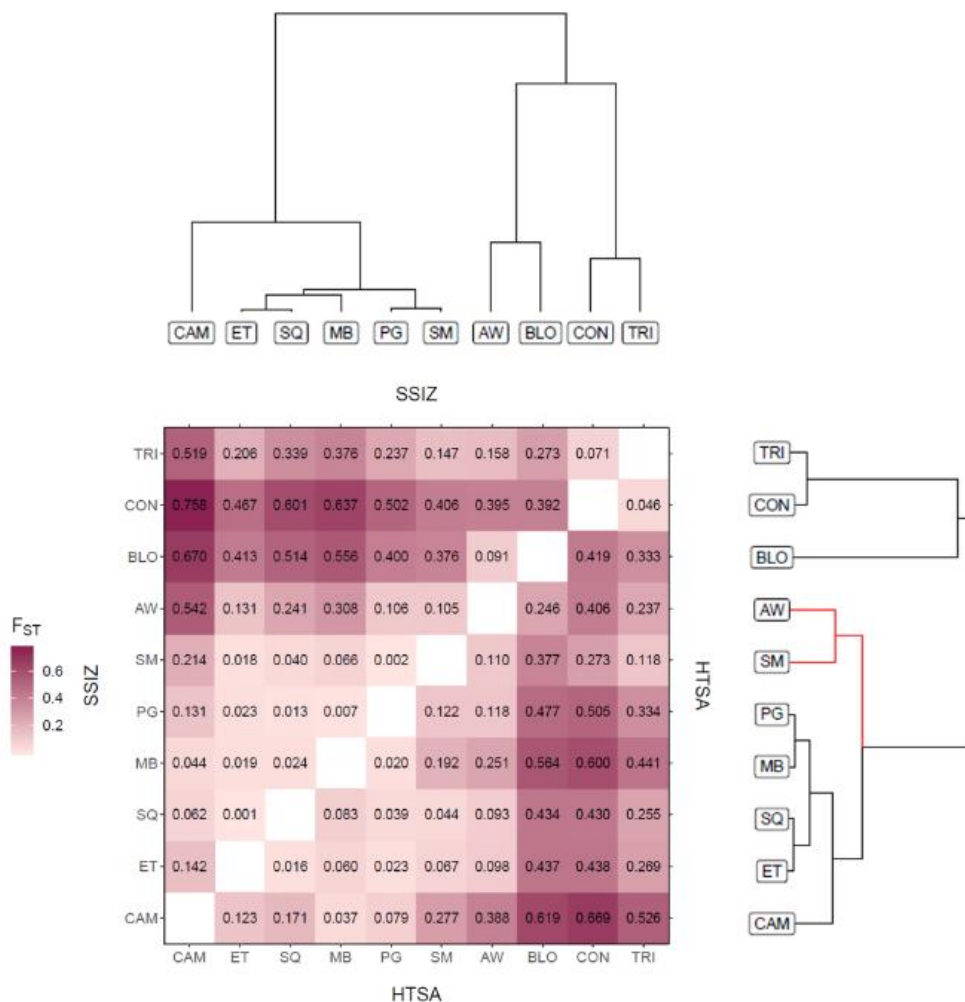 CAM ET SQ MB PG SM AW BLO CON TRI
SSIZ
TRI 0.519 0.206 0.339 0.376 0.237 0.147 0.158 0.273 0.071
CON 0.758 0.467 0.601 0.637 0.502 0.406 0.395 0.392 0.046
BLO 0.670 0.413 0.514 0.556 0.400 0.376 0.091 0.419 0.333
AW 0.542 0.131 0.241 0.308 0.106 0.105 0.246 0.406 0.237
SM 0.214 0.018 0.040 0.066 0.002 0.110 0.377 0.273 0.118
PG 0.131 0.023 0.013 0.007 0.122 0.118 0.477 0.505 0.334
MB 0.044 0.019 0.024 0.020 0.192 0.251 0.564 0.600 0.441
SQ 0.062 0.001 0.083 0.039 0.044 0.093 0.434 0.430 0.255
ET 0.142 0.016 0.060 0.023 0.067 0.098 0.437 0.438 0.269
CAM 0.123 0.171 0.037 0.079 0.277 0.388 0.619 0.669 0.526
CAM ET SQ MB PG SM AW BLO CON TRI
HTSA
FST
0.6
0.4
0.2
SSIZ
HTSA
TRI
CON
BLO
AW
SM
PG
MB
SQ
ET
CAM